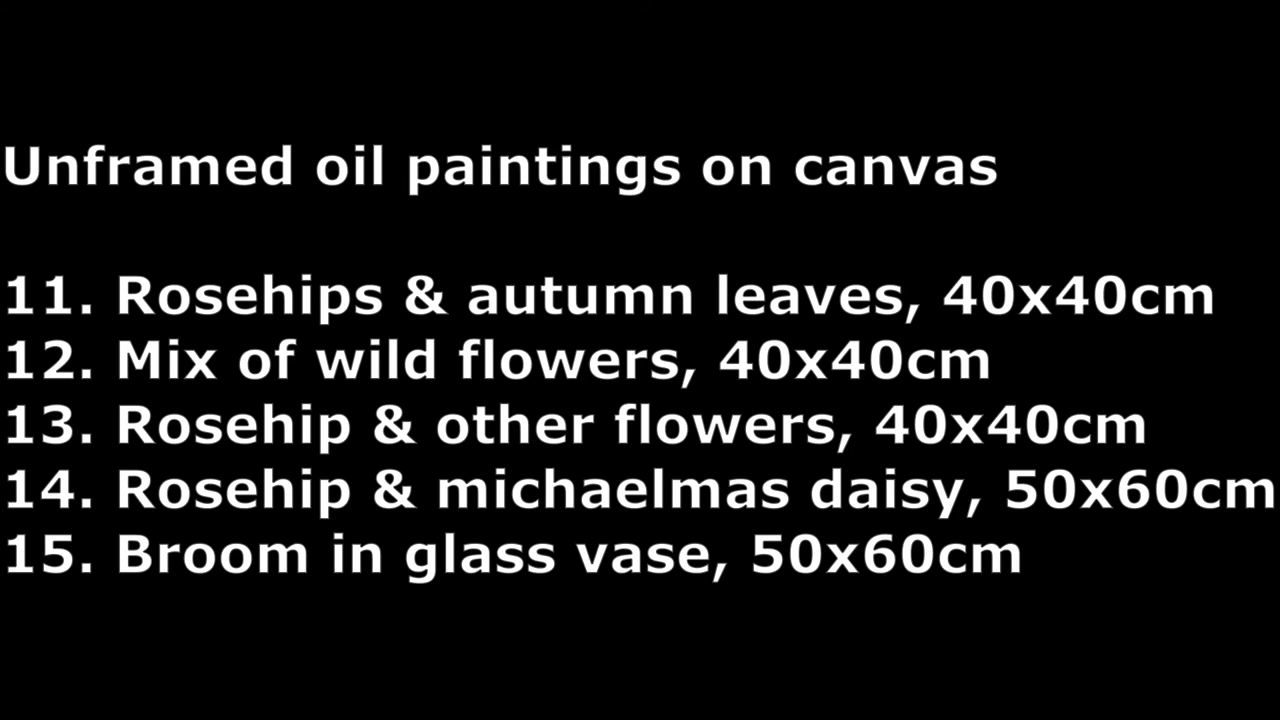 Unframed oil paintings on canvas
11. Rosehips & autumn leaves, 40x40cm
12. Mix of wild flowers, 40x40cm
13. Rosehip & other flowers, 40x40cm
14. Rosehip & michaelmas daisy, 50x60cm
15. Broom in glass vase, 50x60cm